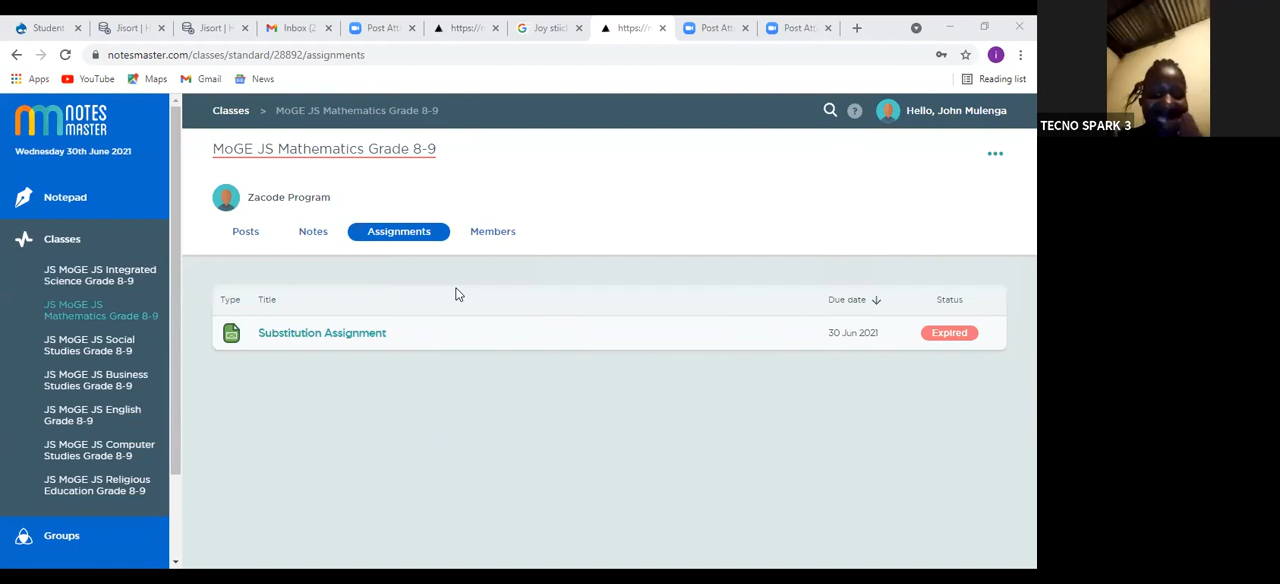 Student
Jisort | H
Jisort | H
Inbox (2
Post Att
https://n
Joy stiicl
https://n
Post Att
Post At
notesmaster.com/classes/standard/28892/assignments
Apps
YouTube
Maps
Gmail
News
Reading list
NOTES
MASTER
Wednesday 30th June 2021
Notepad
Classes
JS MoGE JS Integrated
Science Grade 8-9
JS MoGE JS
Mathematics Grade 8-9
JS MoGE JS Social
Studies Grade 8-9
JS MoGE JS Business
Studies Grade 8-9
JS MoGE JS English
Grade 8-9
JS MoGE JS Computer
Studies Grade 8-9
JS MoGE JS Religious
Education Grade 8-9
Groups
Classes > MoGE JS Mathematics Grade 8-9
? Hello, John Mulenga
MoGE JS Mathematics Grade 8-9
Zacode Program
Posts Notes Assignments Members
Type Title Due date Status
Substitution Assignment 30 Jun 2021 Expired
TECNO SPARK 3